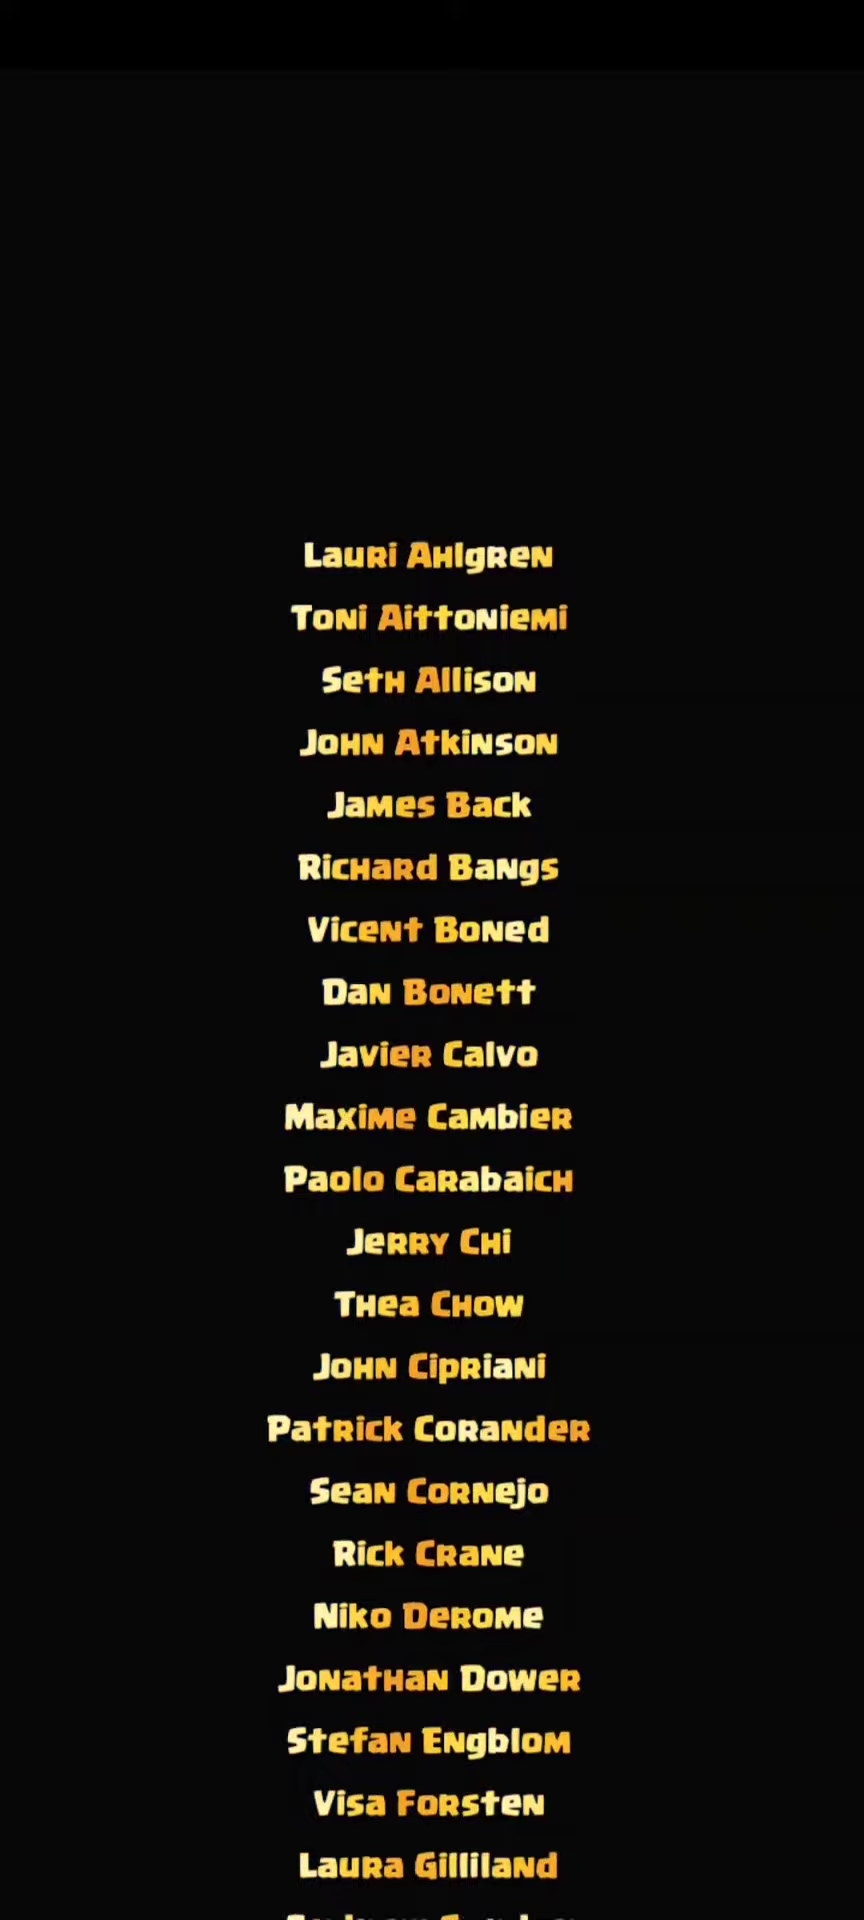 Lauri Ahlgren
Toni Aittoniemi
Seth Allison
John Atkinson
James Back
Richard Bangs
Vicent Boned
Dan Bonett
Javier Calvo
Maxime Cambier
Paolo Carabaich
Jerry Chi
Thea Chow
John Cipriani
Patrick Corander
Sean Cornejo
Rick Crane
Niko Derome
Jonathan Dower
Stefan Engblom
Visa Forsten
Laura Gilliland